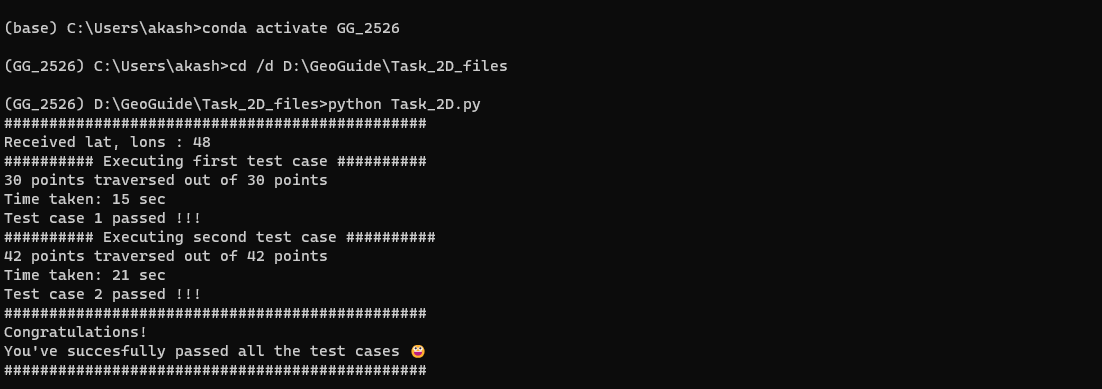 (base) C:\Users\akash>conda activate GG_2526
(GG_2526) C:\Users\akash>cd /d D:\GeoGuide\Task_2D_files
(GG_2526) D:\GeoGuide\Task_2D_files>python Task_2D.py
###############################################
Received lat, lons : 48
########## Executing first test case ##########
30 points traversed out of 30 points
Time taken: 15 sec
Test case 1 passed !!!
########## Executing second test case ##########
42 points traversed out of 42 points
Time taken: 21 sec
Test case 2 passed !!!
###############################################
Congratulations!
You've succesfully passed all the test cases 😃
###############################################